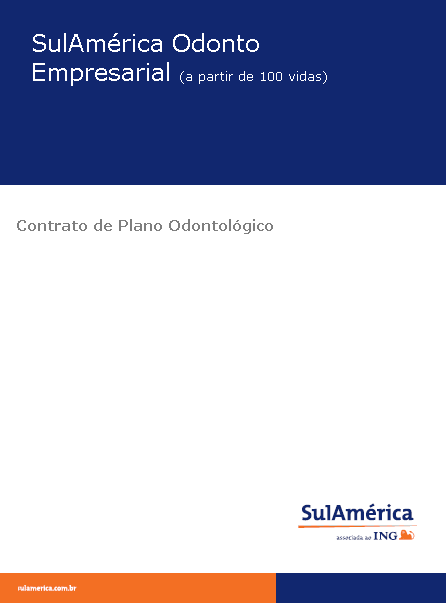 SulAmérica Odonto
Empresarial (a partir de 100 vidas)
Contrato de Plano Odontológico
SulAmérica
associada ao ING
sulamerica.com.br